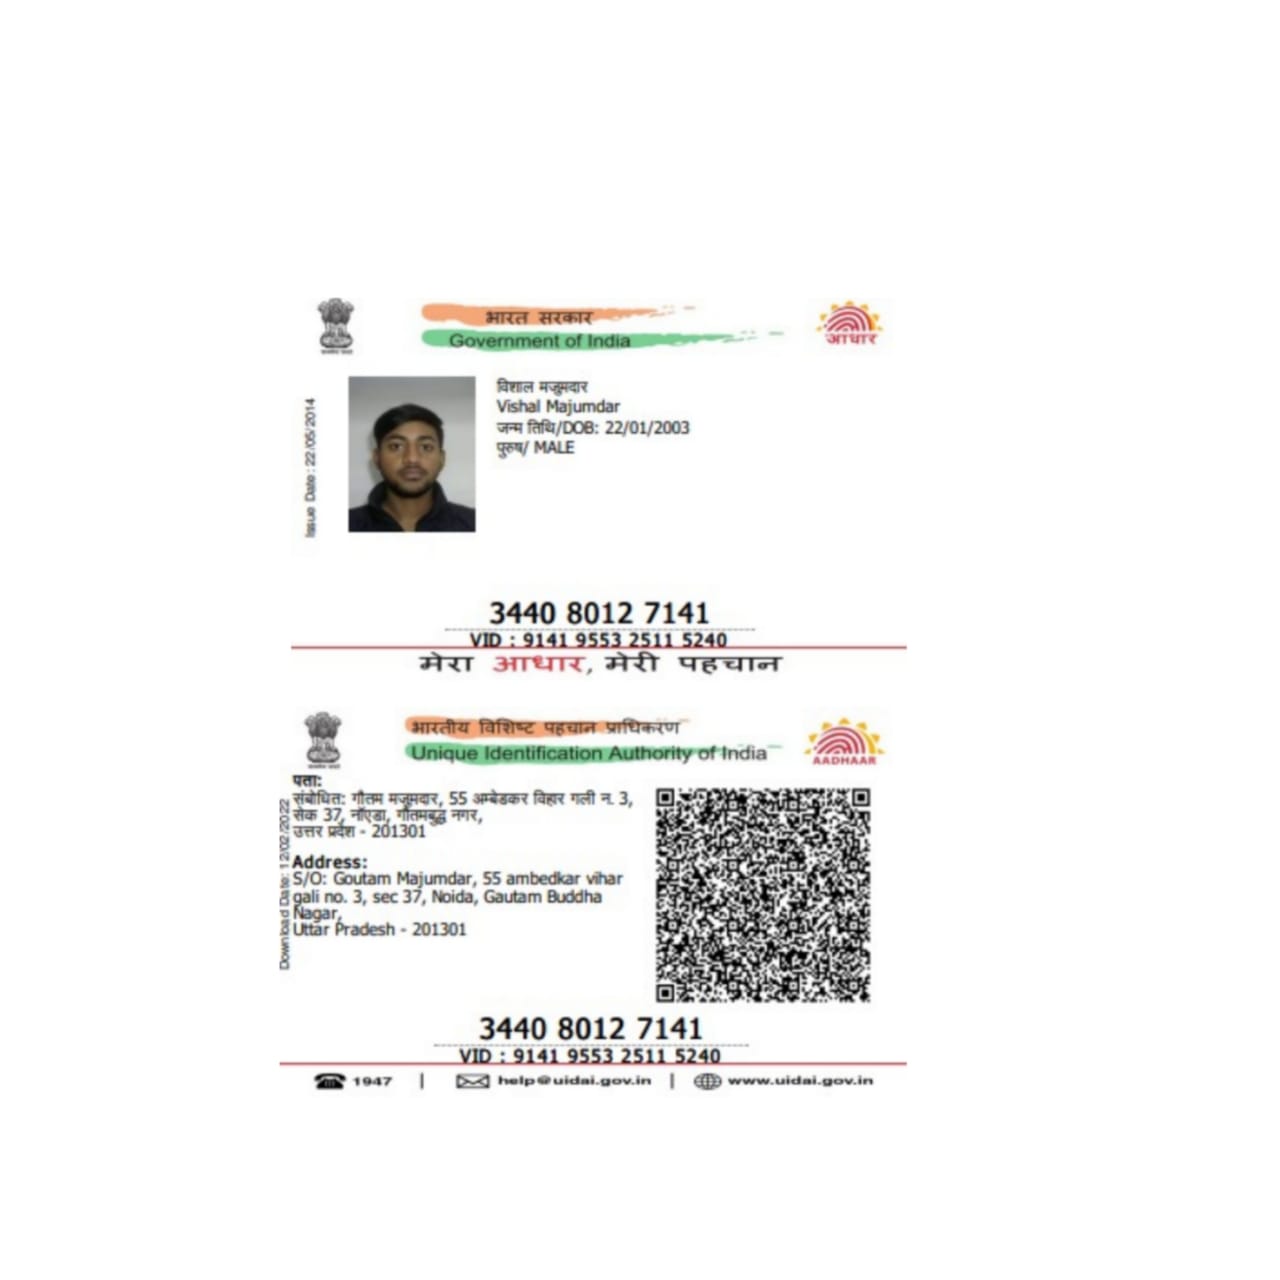 भारत सरकार
Government of India
आधार
Issue Date : 22/05/2014
विशाल मजुमदार
Vishal Majumdar
जन्म तिथि/DOB: 22/01/2003
पुरुष/ MALE
3440 8012 7141
VID : 9141 9553 2511 5240
मेरा आधार, मेरी पहचान
भारतीय विशिष्ट पहचान प्राधिकरण
Unique Identification Authority of India
AADHAAR
Download Date: 12/02/2022
पता:
संबोधित: गौतम मजूमदार, 55 अम्बेडकर विहार गली न. 3,
सेक 37, नॉएडा, गौतमबुद्ध नगर,
उत्तर प्रदेश - 201301
Address:
S/O: Goutam Majumdar, 55 ambedkar vihar
gali no. 3, sec 37, Noida, Gautam Buddha
Nagar,
Uttar Pradesh - 201301
3440 8012 7141
VID : 9141 9553 2511 5240
1947 | help@uidai.gov.in | www.uidai.gov.in